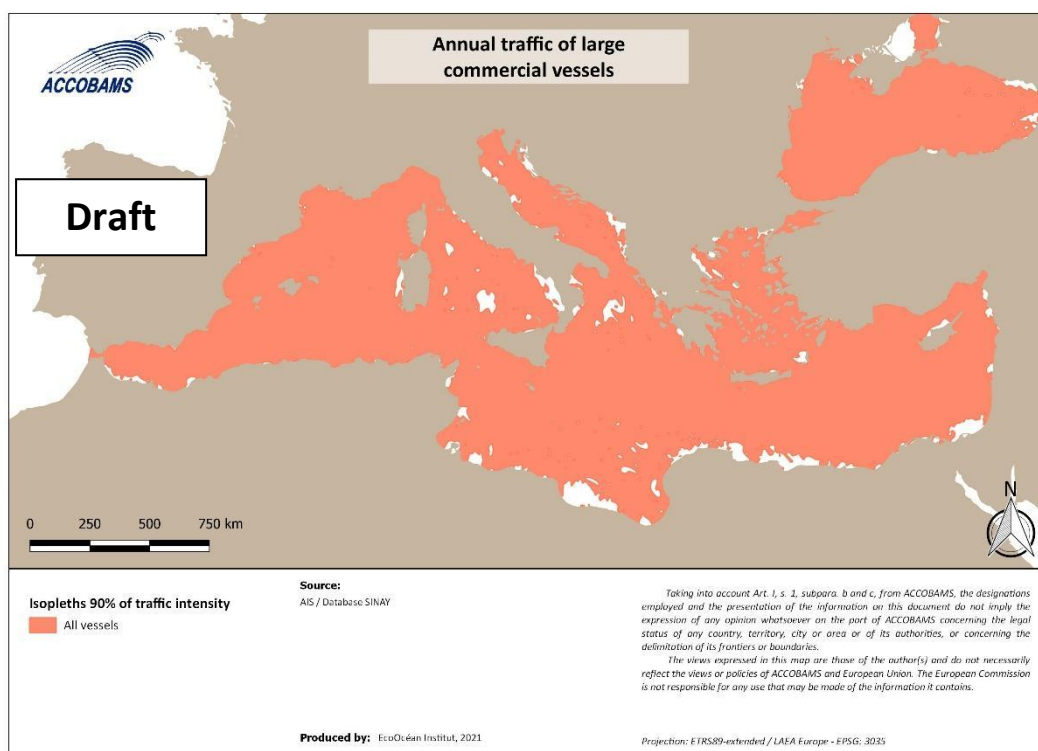 ACCOBAMS
Annual traffic of large
commercial vessels
Draft
N
0 250 500 750 km
Isopleths 90% of traffic intensity
All vessels
Source:
AIS / Database SINAY
Produced by: EcoOcéan Institut, 2021
Taking into account Art. I, s. 1, subpara. b and c, from ACCOBAMS, the designations
employed and the presentation of the information on this document do not imply the
expression of any opinion whatsoever on the part of ACCOBAMS concerning the legal
status of any country, territory, city or area or of its authorities, or concerning the
delimitation of its frontiers or boundaries.
The views expressed in this map are those of the author(s) and do not necessarily
reflect the views or policies of ACCOBAMS and European Union. The European Commission
is not responsible for any use that may be made of the information it contains.
Projection: ETRS89-extended / LAEA Europe - EPSG: 3035